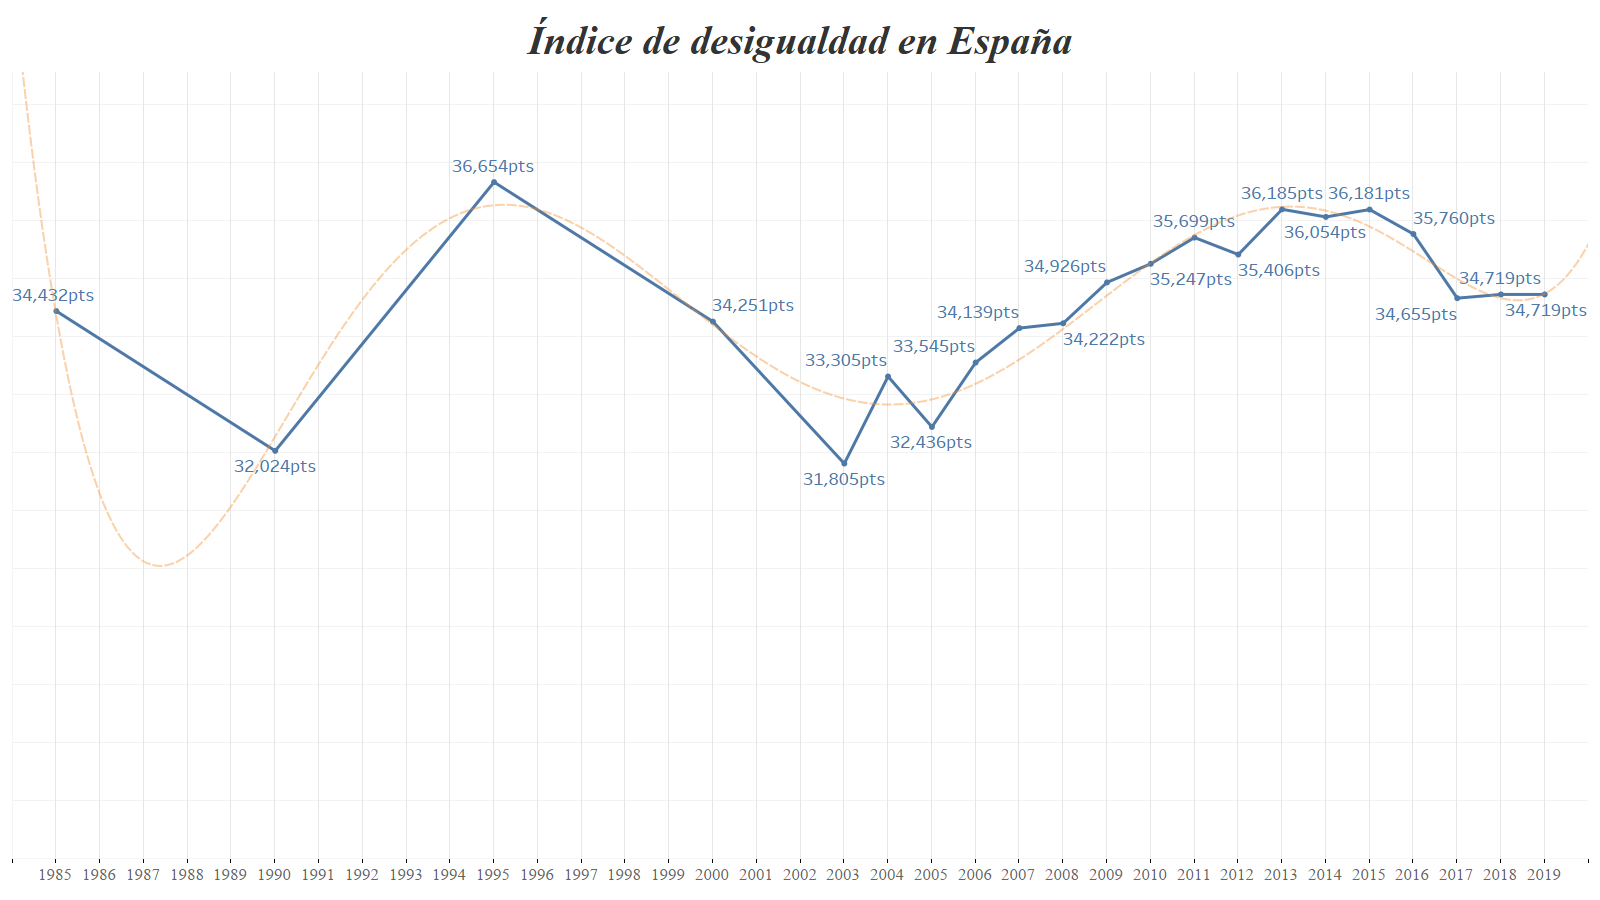 Índice de desigualdad en España
36,654pts
36,185pts 36,181pts
35,699pts
35,760pts
36,054pts
34,926pts
35,406pts
35,247pts
34,719pts
34,432pts
34,251pts
34,139pts
34,719pts
34,655pts
34,222pts
33,545pts
33,305pts
32,436pts
32,024pts
31,805pts
1985 1986 1987 1988 1989 1990 1991 1992 1993 1994 1995 1996 1997 1998 1999 2000 2001 2002 2003 2004 2005 2006 2007 2008 2009 2010 2011 2012 2013 2014 2015 2016 2017 2018 2019